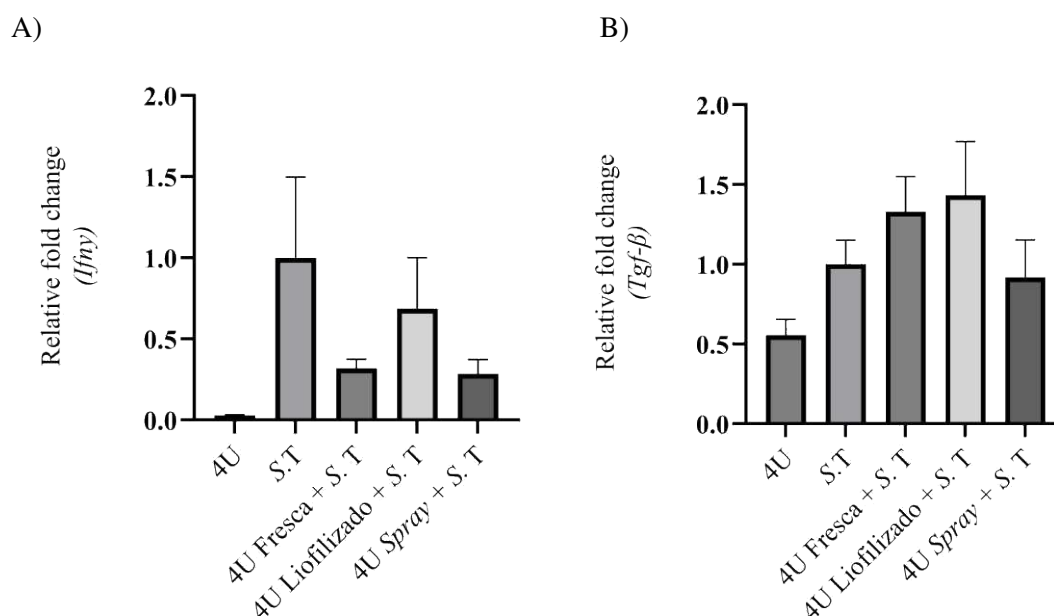 A)
Relative fold change
(Ifny)
2.0
1.5
1.0
0.5
0.0
4U
S.T
4U Fresca + S. T
4U Liofilizado + S. T
4U Spray + S. T
B)
Relative fold change
(Tgf-β)
2.0
1.5
1.0
0.5
0.0
4U
S.T
4U Fresca + S. T
4U Liofilizado + S. T
4U Spray + S. T